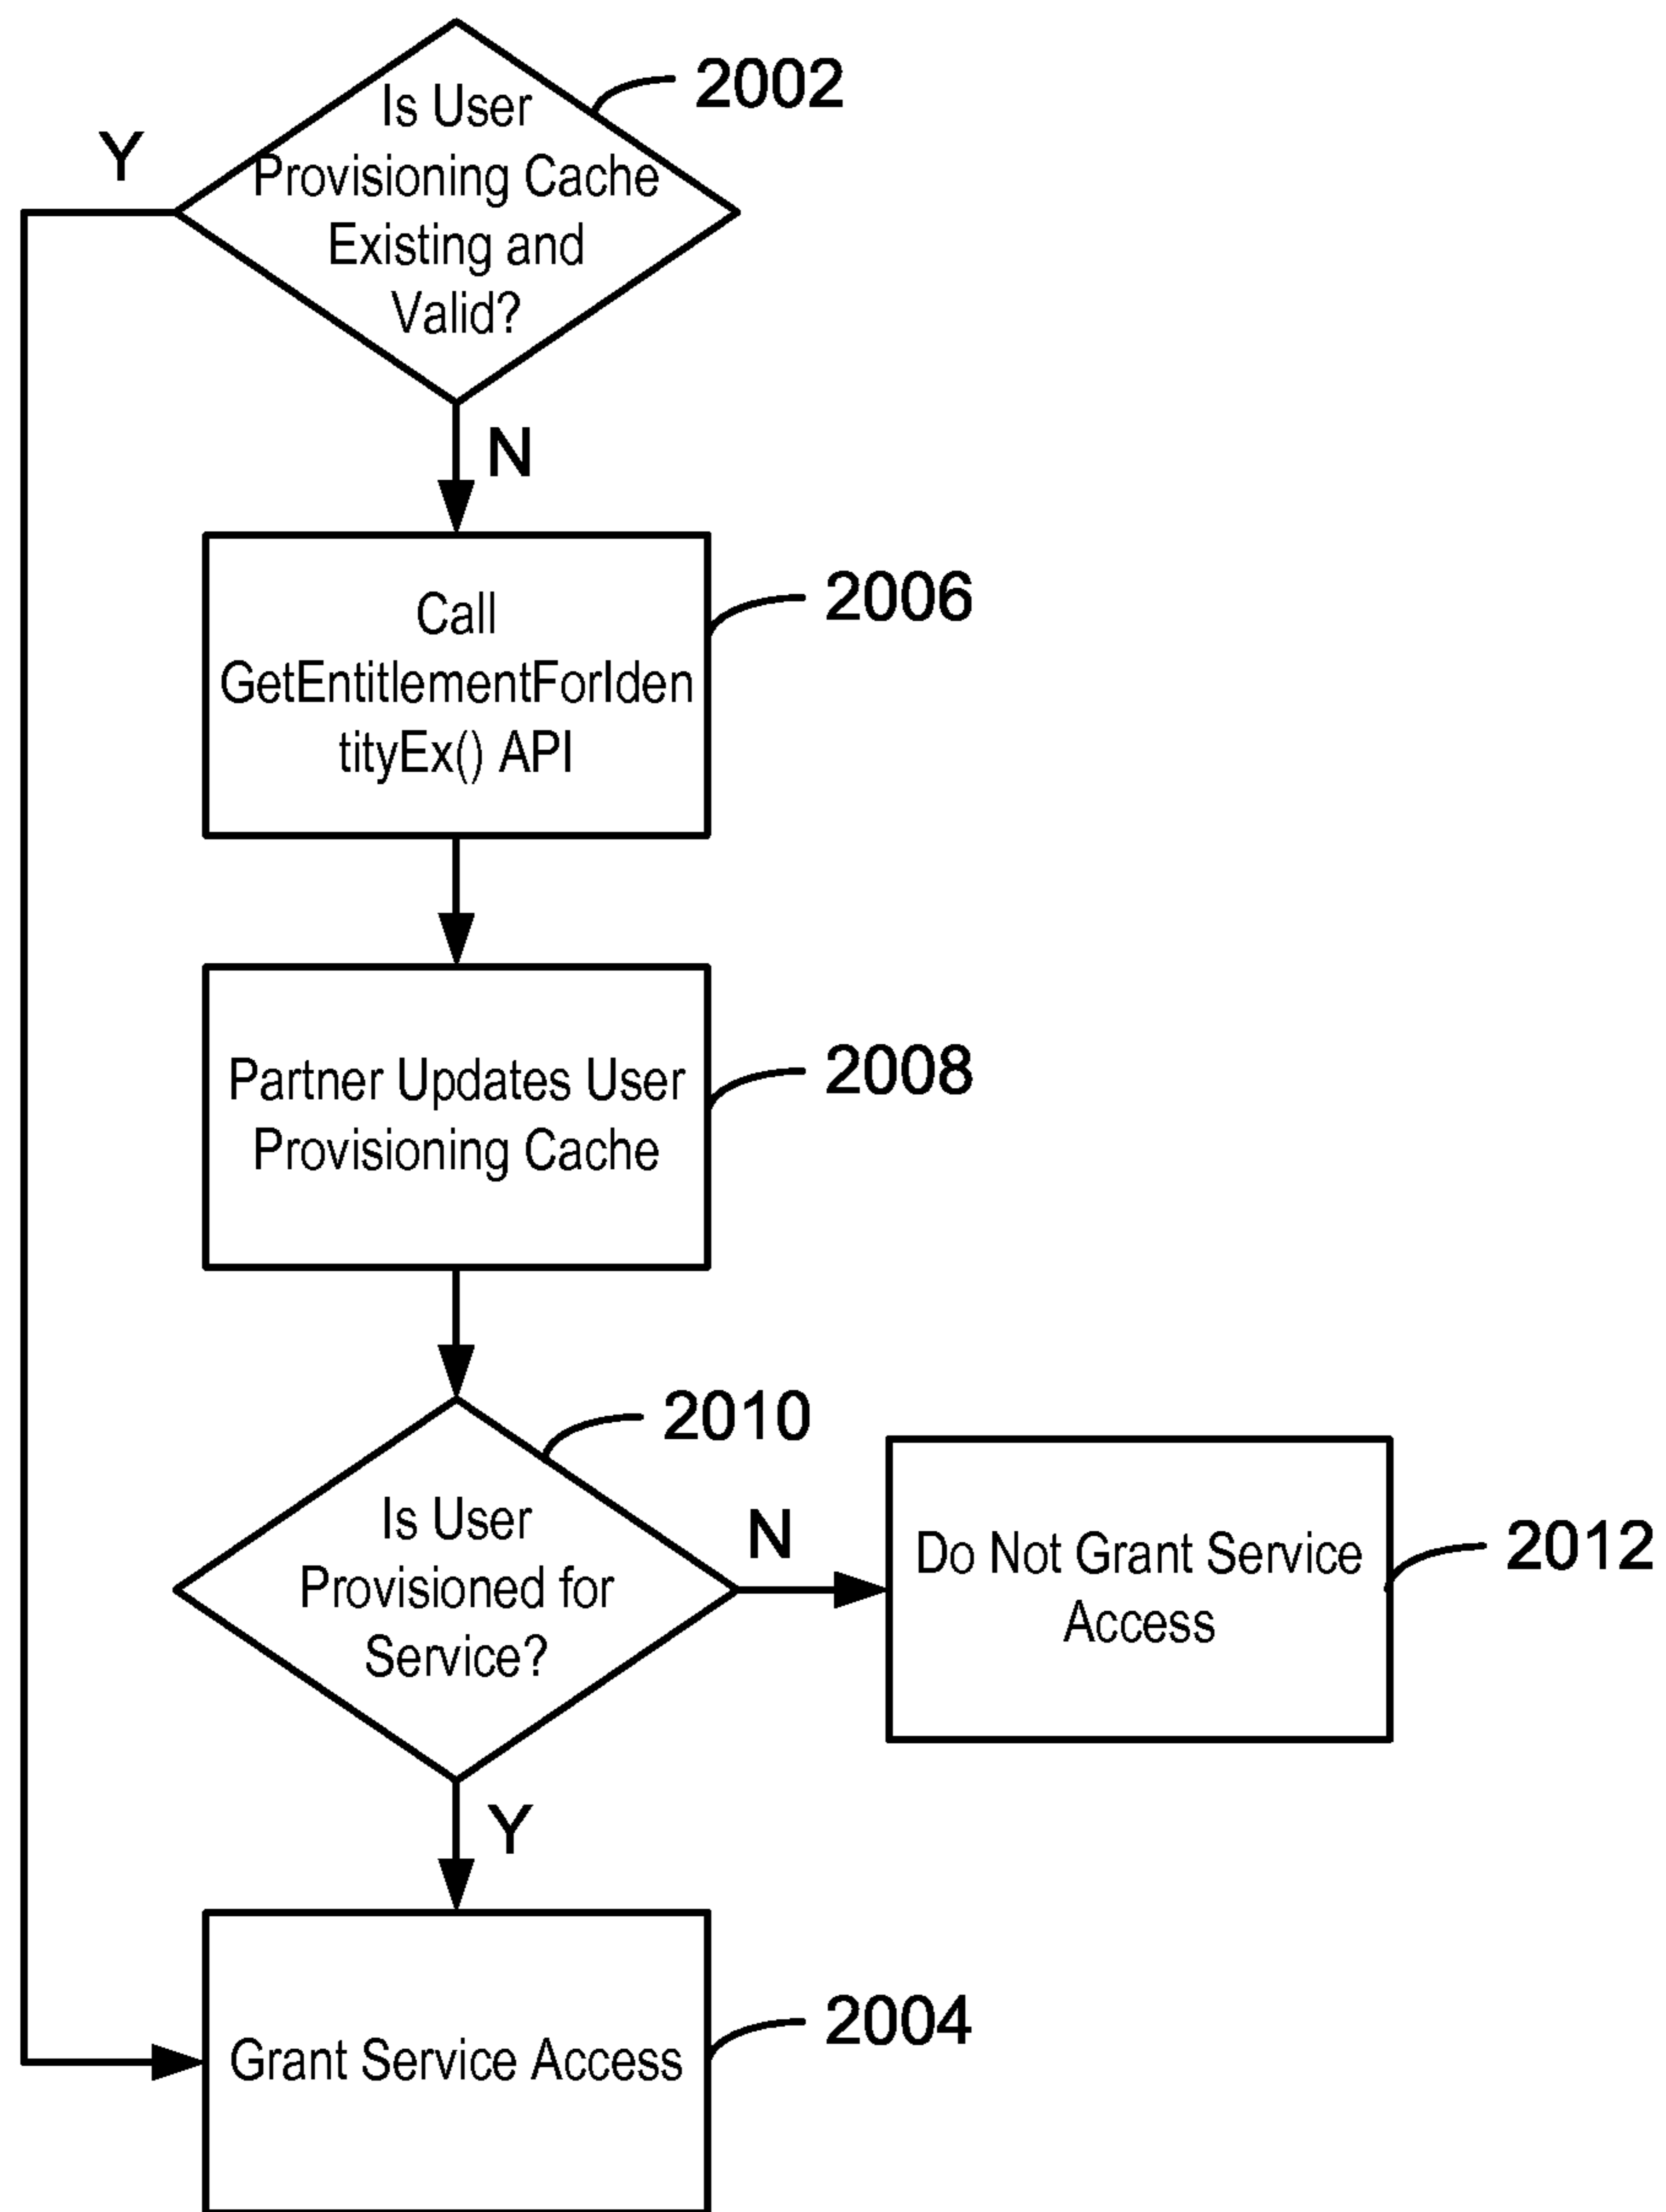 2002
Is User
Provisioning Cache
Existing and
Valid?
Y
N
2006
Call
GetEntitlementForIden
tityEx() API
2008
Partner Updates User
Provisioning Cache
2010
Is User
Provisioned for
Service?
N
Do Not Grant Service
Access
2012
Y
2004
Grant Service Access